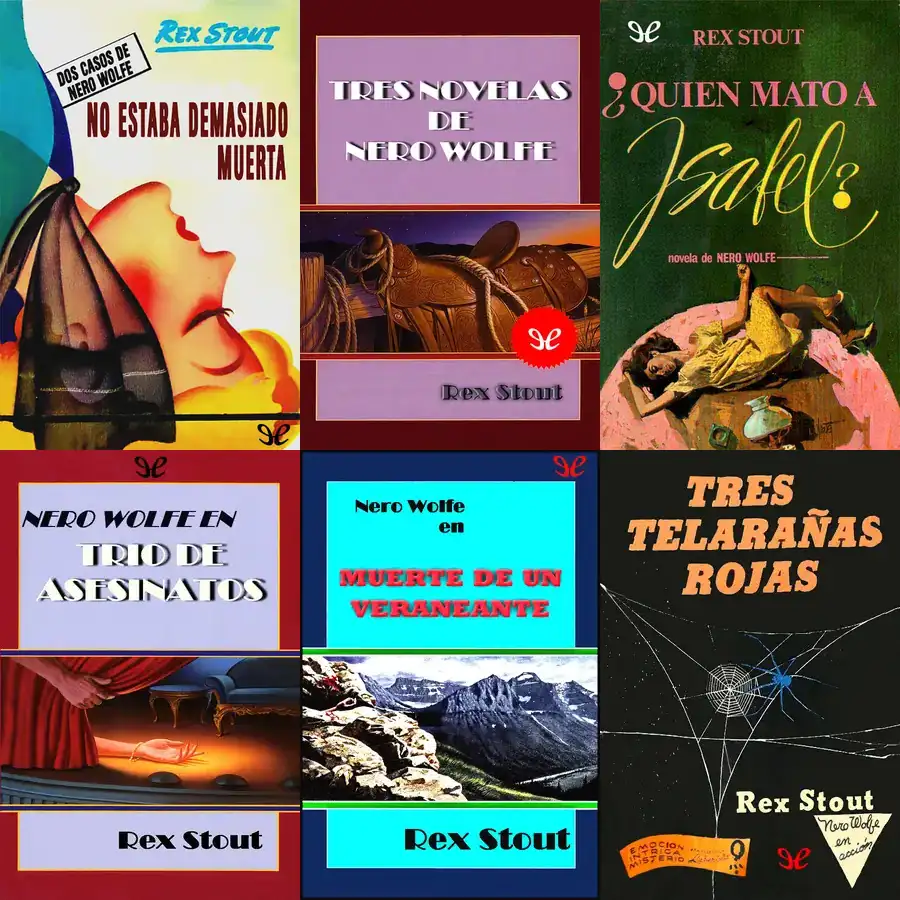 REX STOUT
DOS CASOS DE
NERO WOLFE
NO ESTABA DEMASIADO
MUERTA
TRES NOVELAS
DE
NERO WOLFE
Rex Stout
REX STOUT
¿QUIEN MATO A
Isabel?
novela de NERO WOLFE
NERO WOLFE EN
TRIO DE
ASESINATOS
Rex Stout
Nero Wolfe
en
MUERTE DE UN
VERANEANTE
Rex Stout
TRES
TELARAÑAS
ROJAS
Rex Stout
Nero Wolfe
en
acción
EMOCION
INTRIGA
MISTERIO